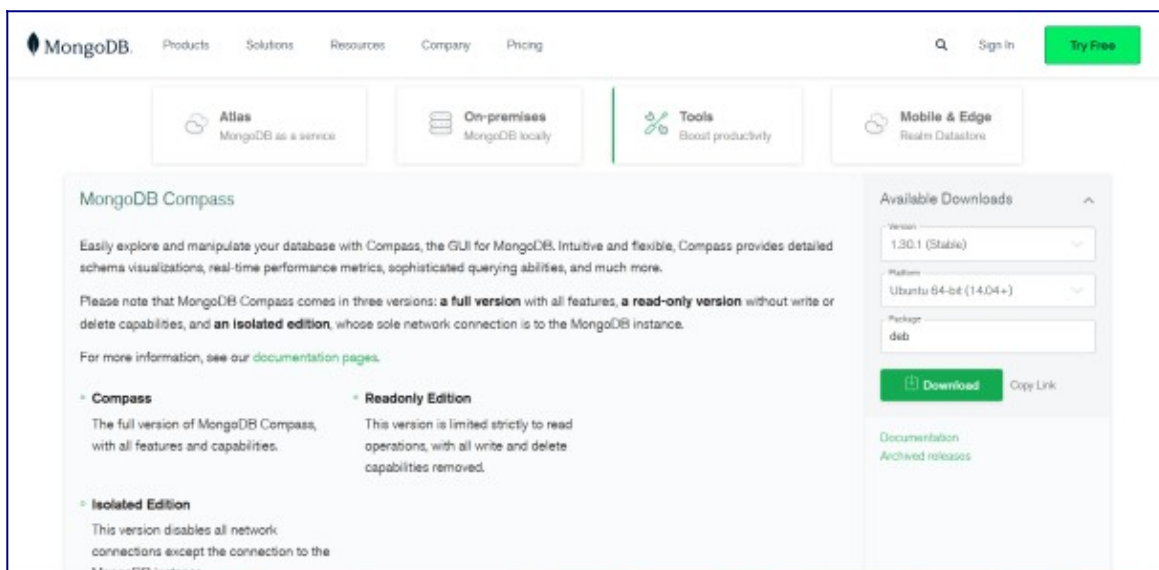 MongoDB.
Products
Solutions
Resources
Company
Pricing
Sign In
Try Free
Atlas
MongoDB as a service
On-premises
MongoDB locally
Tools
Boost productivity
Mobile & Edge
Realm Datastore
MongoDB Compass
Easily explore and manipulate your database with Compass, the GUI for MongoDB. Intuitive and flexible, Compass provides detailed
schema visualizations, real-time performance metrics, sophisticated querying abilities, and much more.
Please note that MongoDB Compass comes in three versions: a full version with all features, a read-only version without write or
delete capabilities, and an isolated edition, whose sole network connection is to the MongoDB instance.
For more information, see our documentation pages.
Compass
The full version of MongoDB Compass,
with all features and capabilities.
Readonly Edition
This version is limited strictly to read
operations, with all write and delete
capabilities removed.
Isolated Edition
This version disables all network
connections except the connection to the
MongoDB instance.
Available Downloads
Version
1.30.1 (Stable)
Platform
Ubuntu 64-bit (14.04+)
Package
deb
Download
Copy Link
Documentation
Archived releases